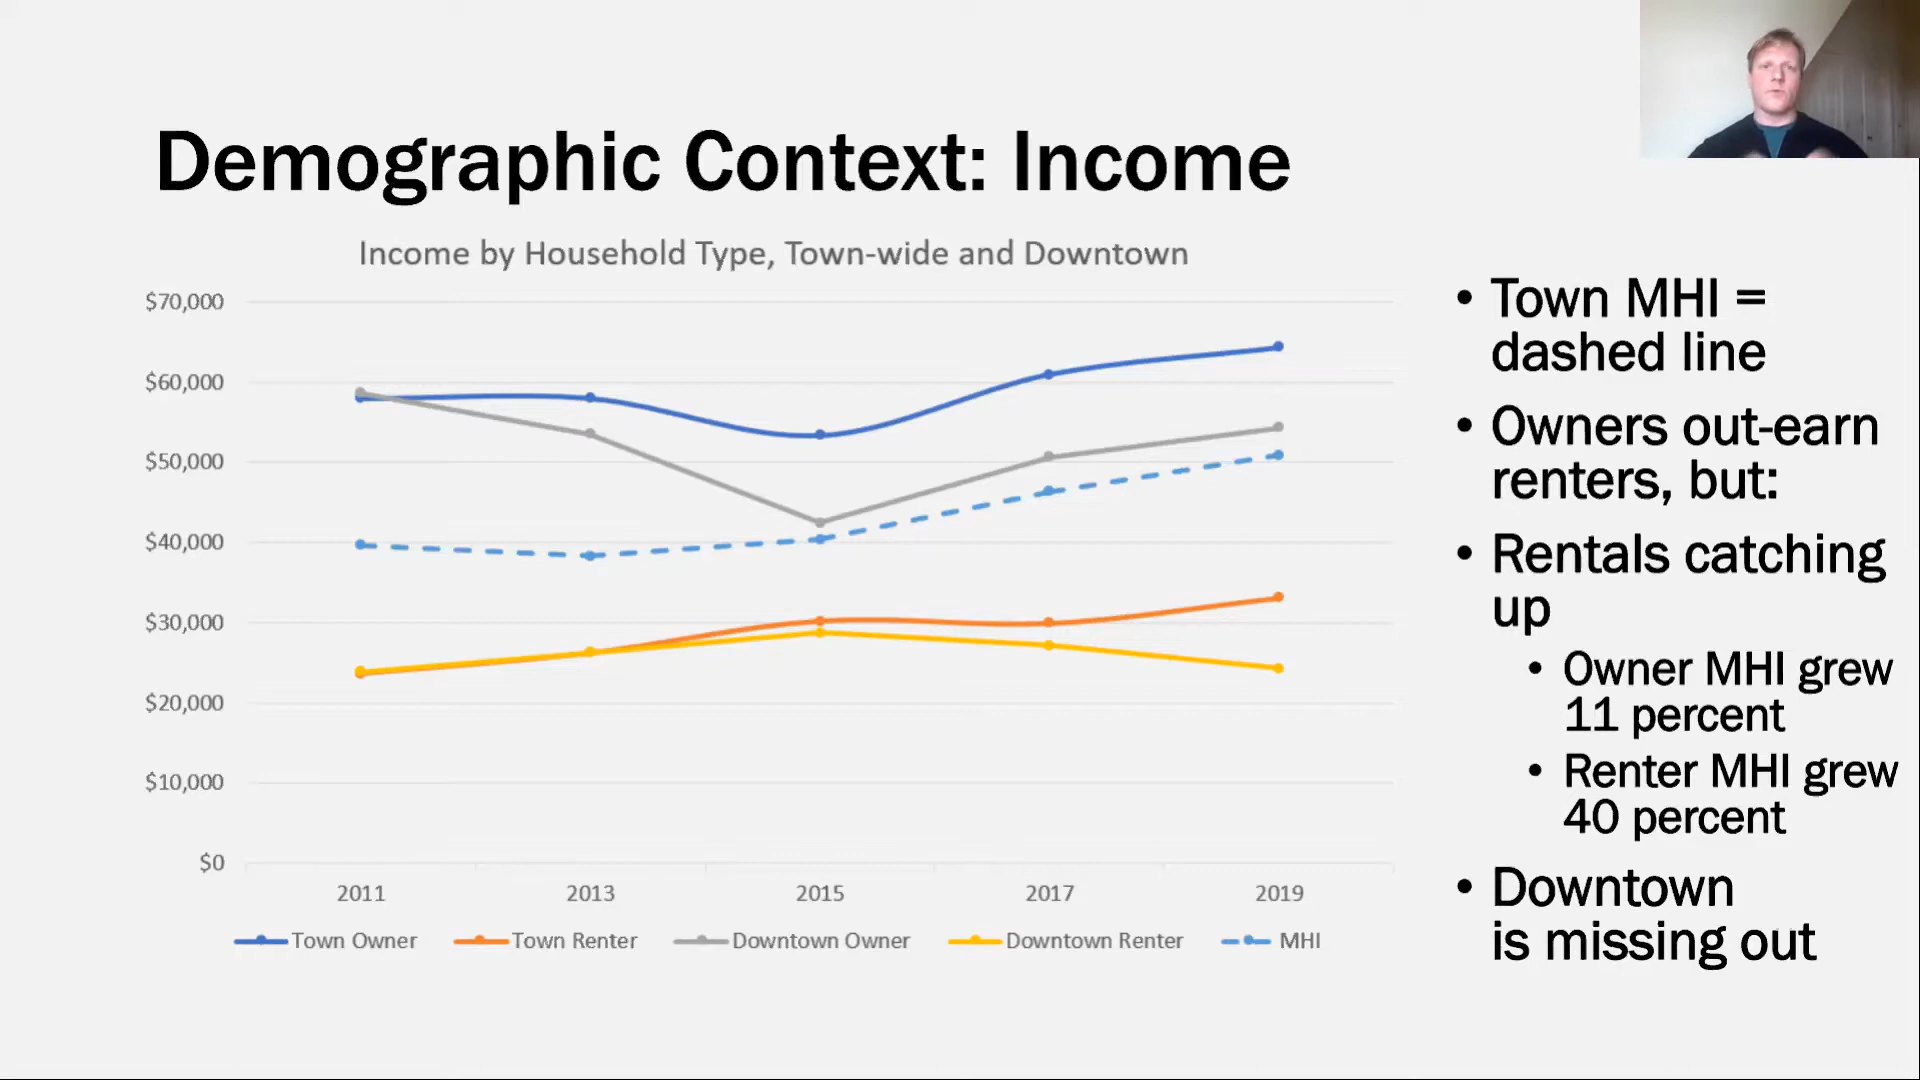 Demographic Context: Income
Income by Household Type, Town-wide and Downtown
$70,000
$60,000
$50,000
$40,000
$30,000
$20,000
$10,000
$0
2011 2013 2015 2017 2019
Town Owner Town Renter Downtown Owner Downtown Renter MHI
• Town MHI =
dashed line
• Owners out-earn
renters, but:
• Rentals catching
up
• Owner MHI grew
11 percent
• Renter MHI grew
40 percent
• Downtown
is missing out